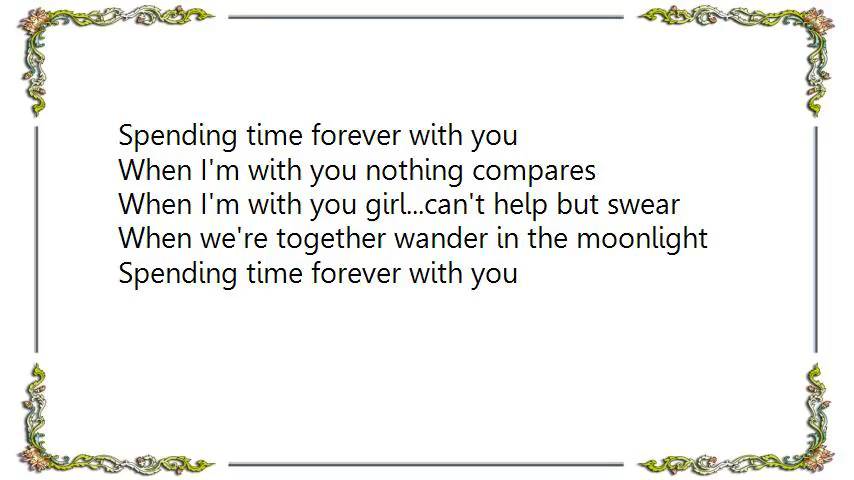 Spending time forever with you
When I'm with you nothing compares
When I'm with you girl...can't help but swear
When we're together wander in the moonlight
Spending time forever with you